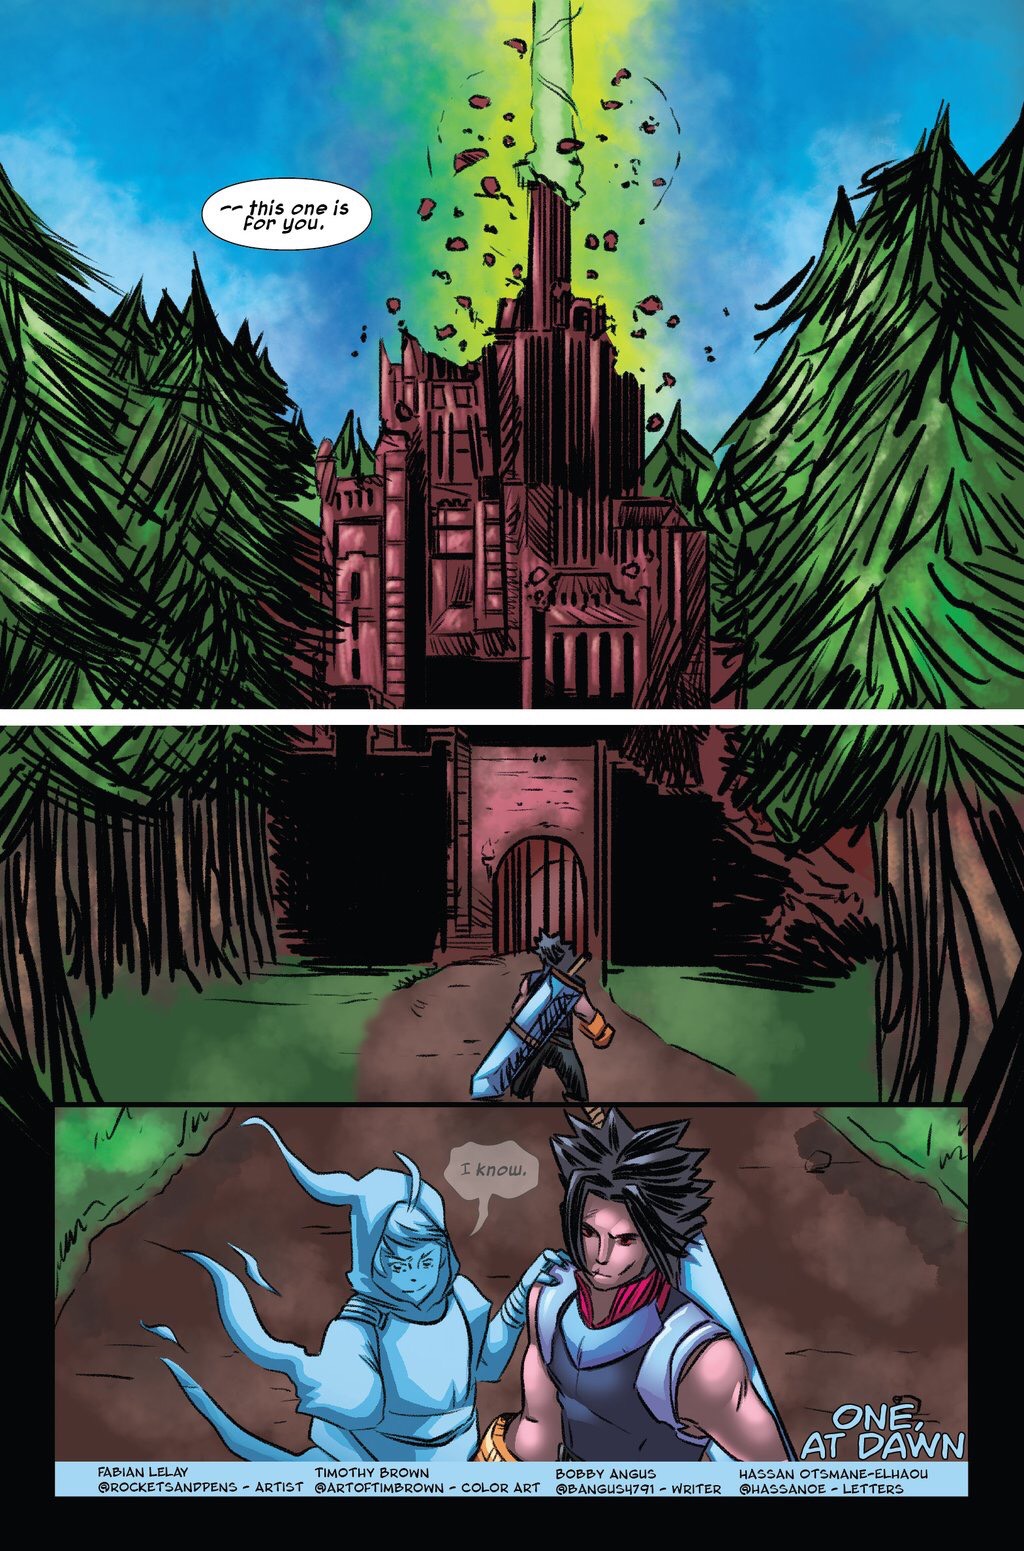 -- this one is
for you.
I know.
ONE,
AT DAWN
FABIAN LELAY
@ROCKETSANDPENS - ARTIST
TIMOTHY BROWN
@ARTOFTIMBROWN - COLOR ART
BOBBY ANGUS
@BANGUS4791 - WRITER
HASSAN OTSMANE-ELHAOU
@HASSANOE - LETTERS